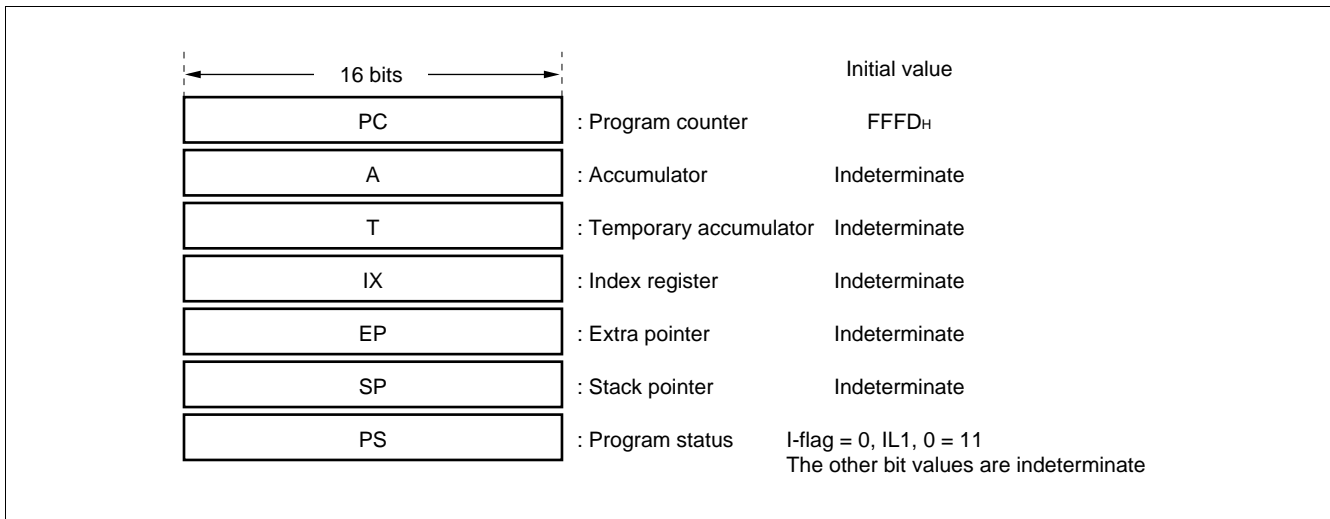 16 bits Initial value
PC : Program counter FFFDH
A : Accumulator Indeterminate
T : Temporary accumulator Indeterminate
IX : Index register Indeterminate
EP : Extra pointer Indeterminate
SP : Stack pointer Indeterminate
PS : Program status I-flag = 0, IL1, 0 = 11
The other bit values are indeterminate